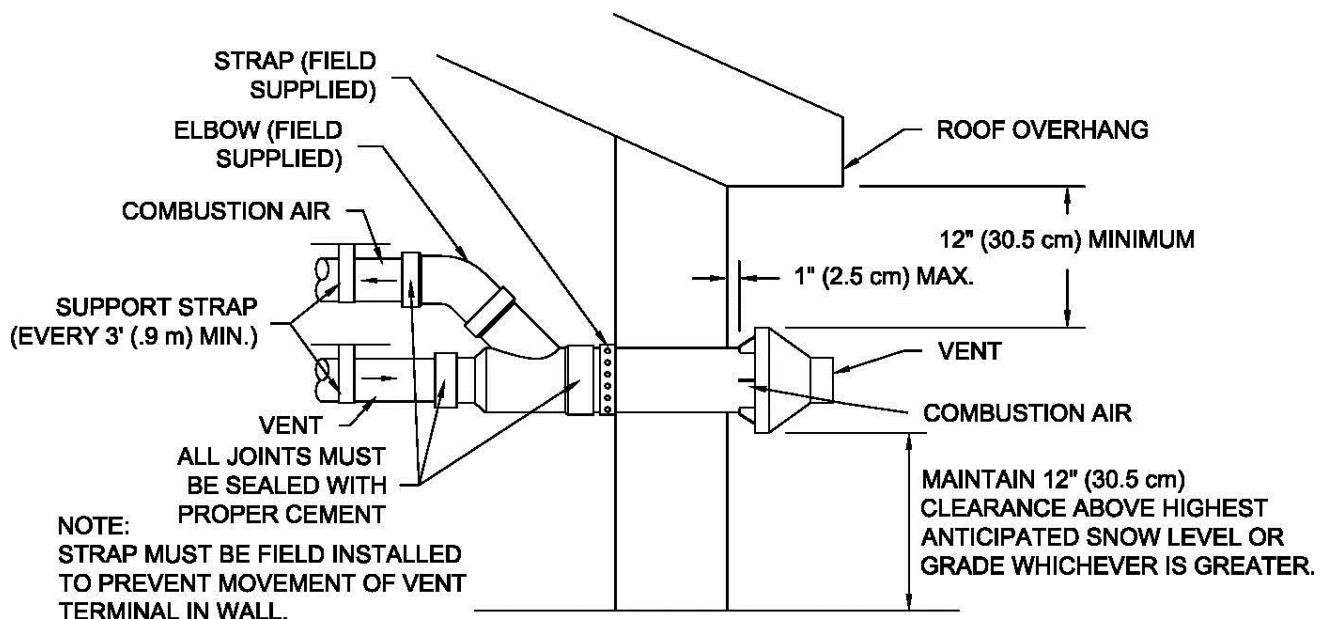 STRAP (FIELD
SUPPLIED)
ELBOW (FIELD
SUPPLIED)
COMBUSTION AIR
SUPPORT STRAP
(EVERY 3' (.9 m) MIN.)
VENT
ALL JOINTS MUST
BE SEALED WITH
PROPER CEMENT
NOTE:
STRAP MUST BE FIELD INSTALLED
TO PREVENT MOVEMENT OF VENT
TERMINAL IN WALL.
ROOF OVERHANG
12" (30.5 cm) MINIMUM
1" (2.5 cm) MAX.
VENT
COMBUSTION AIR
MAINTAIN 12" (30.5 cm)
CLEARANCE ABOVE HIGHEST
ANTICIPATED SNOW LEVEL OR
GRADE WHICHEVER IS GREATER.